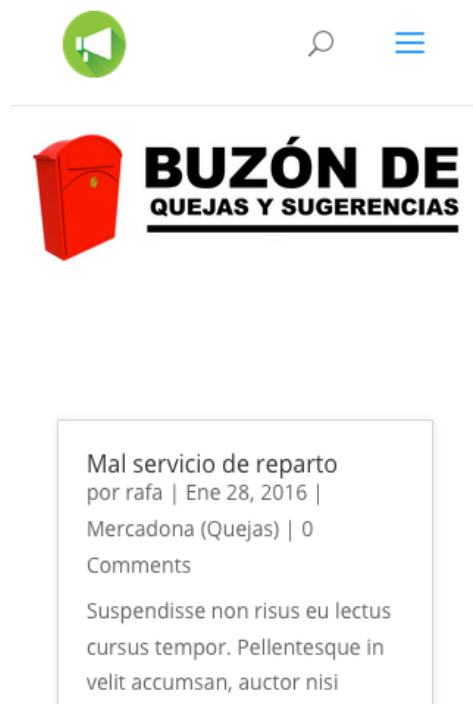 BUZÓN DE
QUEJAS Y SUGERENCIAS
Mal servicio de reparto
por rafa | Ene 28, 2016 |
Mercadona (Quejas) | 0
Comments
Suspendisse non risus eu lectus
cursus tempor. Pellentesque in
velit accumsan, auctor nisi